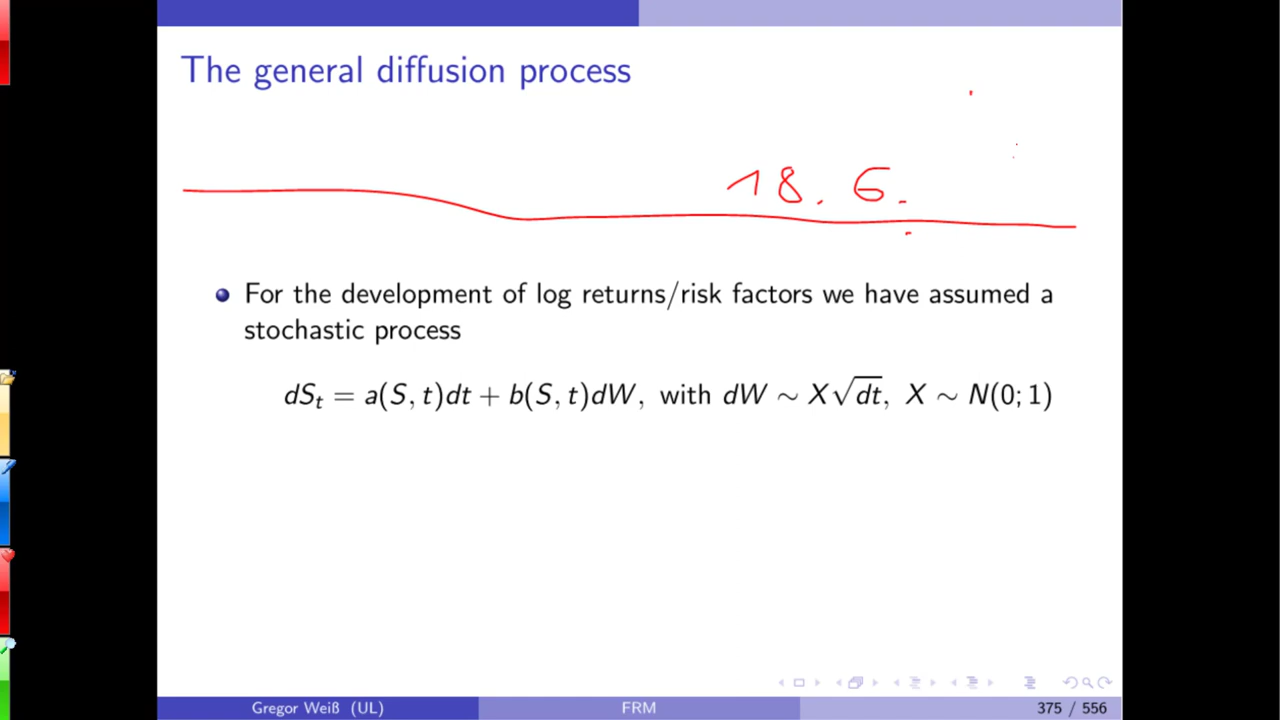 The general diffusion process
18. 6.
For the development of log returns/risk factors we have assumed a
stochastic process
dSₜ = a(S, t)dt + b(S, t)dW, with dW ∼ X√dt, X ∼ N(0; 1)
Gregor Weiß (UL) FRM 375 / 556